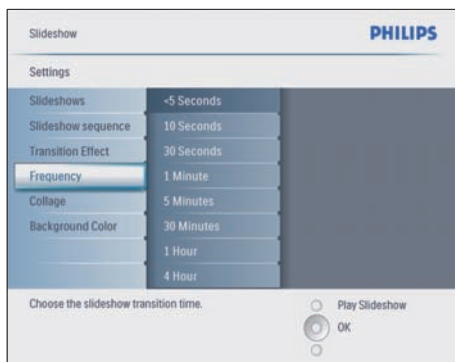 Slideshow
PHILIPS
Settings
Slideshows
Slideshow sequence
Transition Effect
Frequency
Collage
Background Color
<5 Seconds
10 Seconds
30 Seconds
1 Minute
5 Minutes
30 Minutes
1 Hour
4 Hour
Choose the slideshow transition time.
Play Slideshow
OK